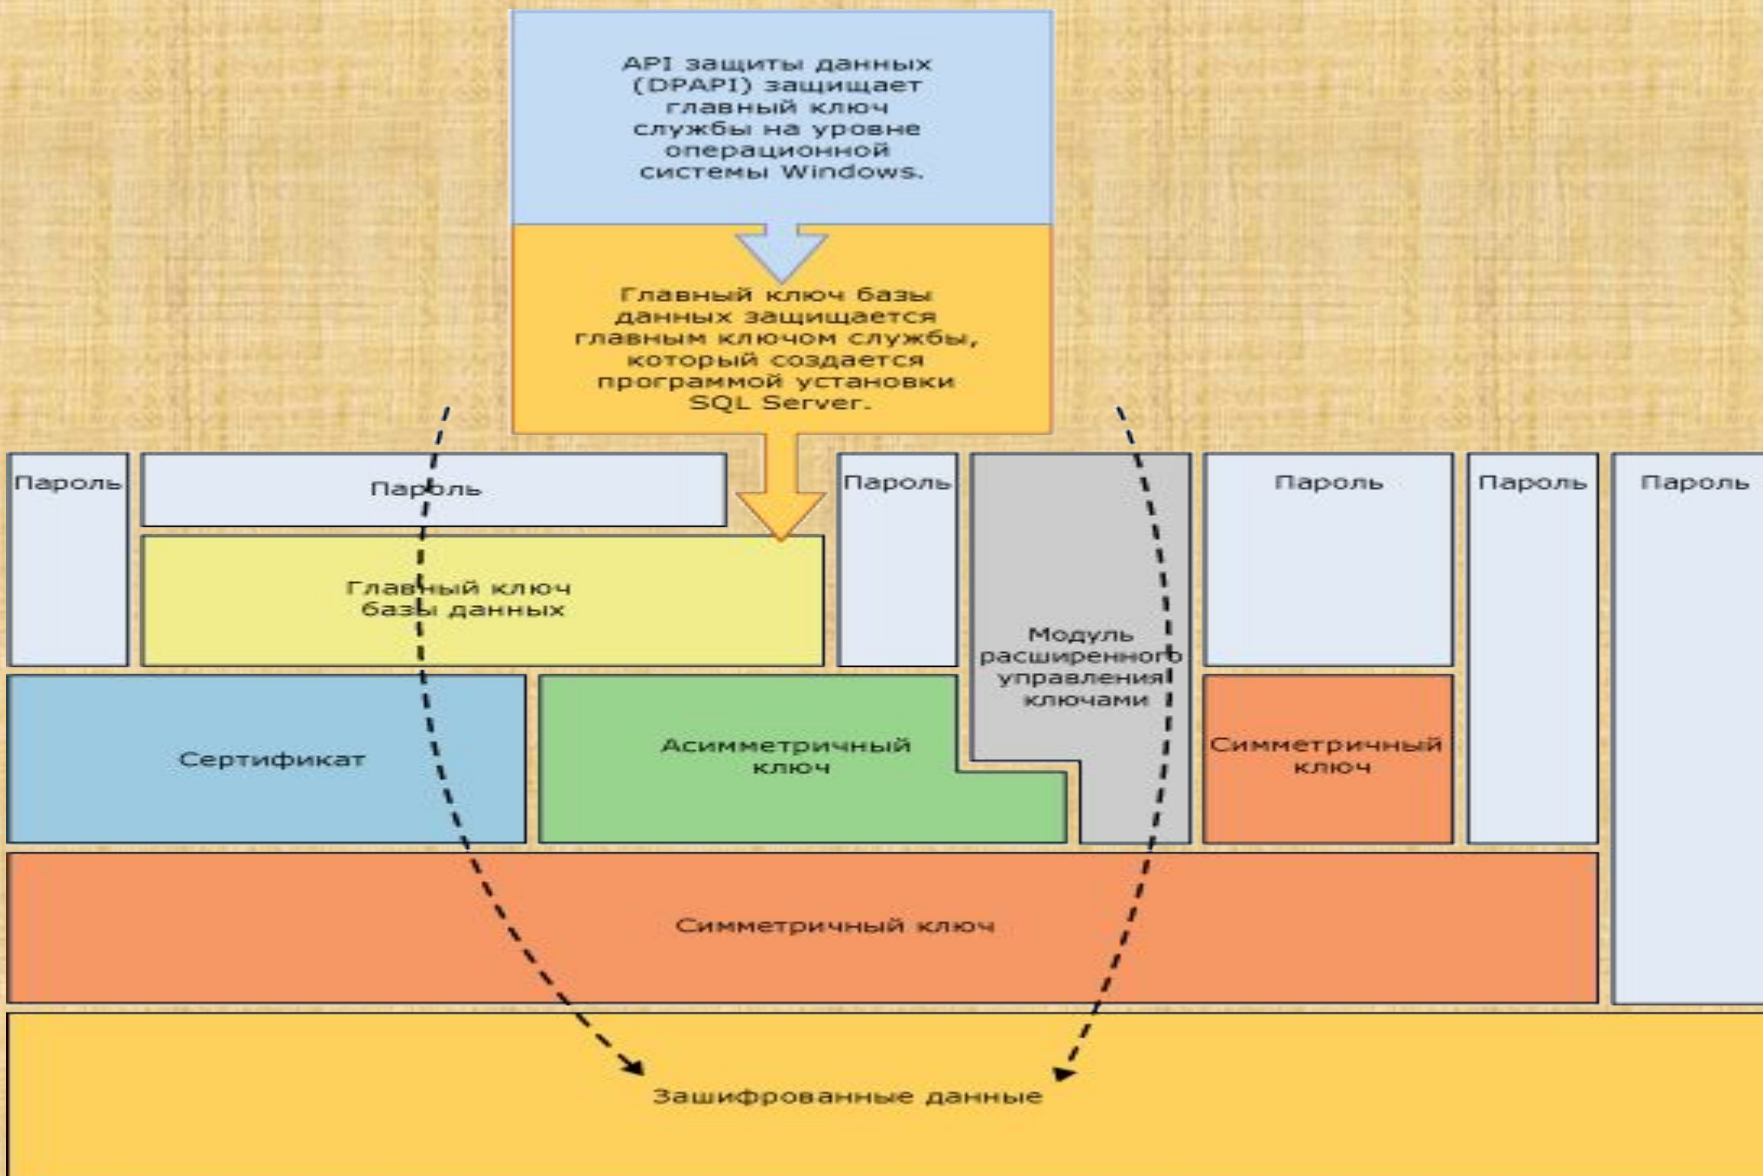 API защиты данных
(DPAPI) защищает
главный ключ
службы на уровне
операционной
системы Windows.
Главный ключ базы
данных защищается
главным ключом службы,
который создается
программой установки
SQL Server.
Пароль
Пароль
Пароль
Пароль
Пароль
Пароль
Главный ключ
базы данных
Модуль
расширенного
управления
ключами
Сертификат
Асимметричный
ключ
Симметричный
ключ
Симметричный ключ
Зашифрованные данные